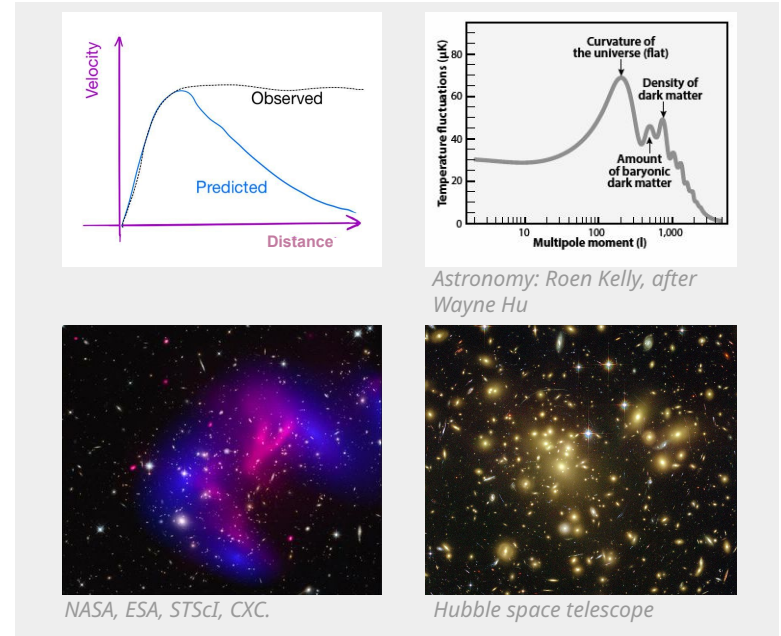 Velocity
Observed
Predicted
Distance
Temperature fluctuations (µK)
80
60
40
20
0
Curvature of
the universe (flat)
Density of
dark matter
Amount
of baryonic
dark matter
10
100
1,000
Multipole moment (l)
Astronomy: Roen Kelly, after
Wayne Hu
NASA, ESA, STScI, CXC.
Hubble space telescope